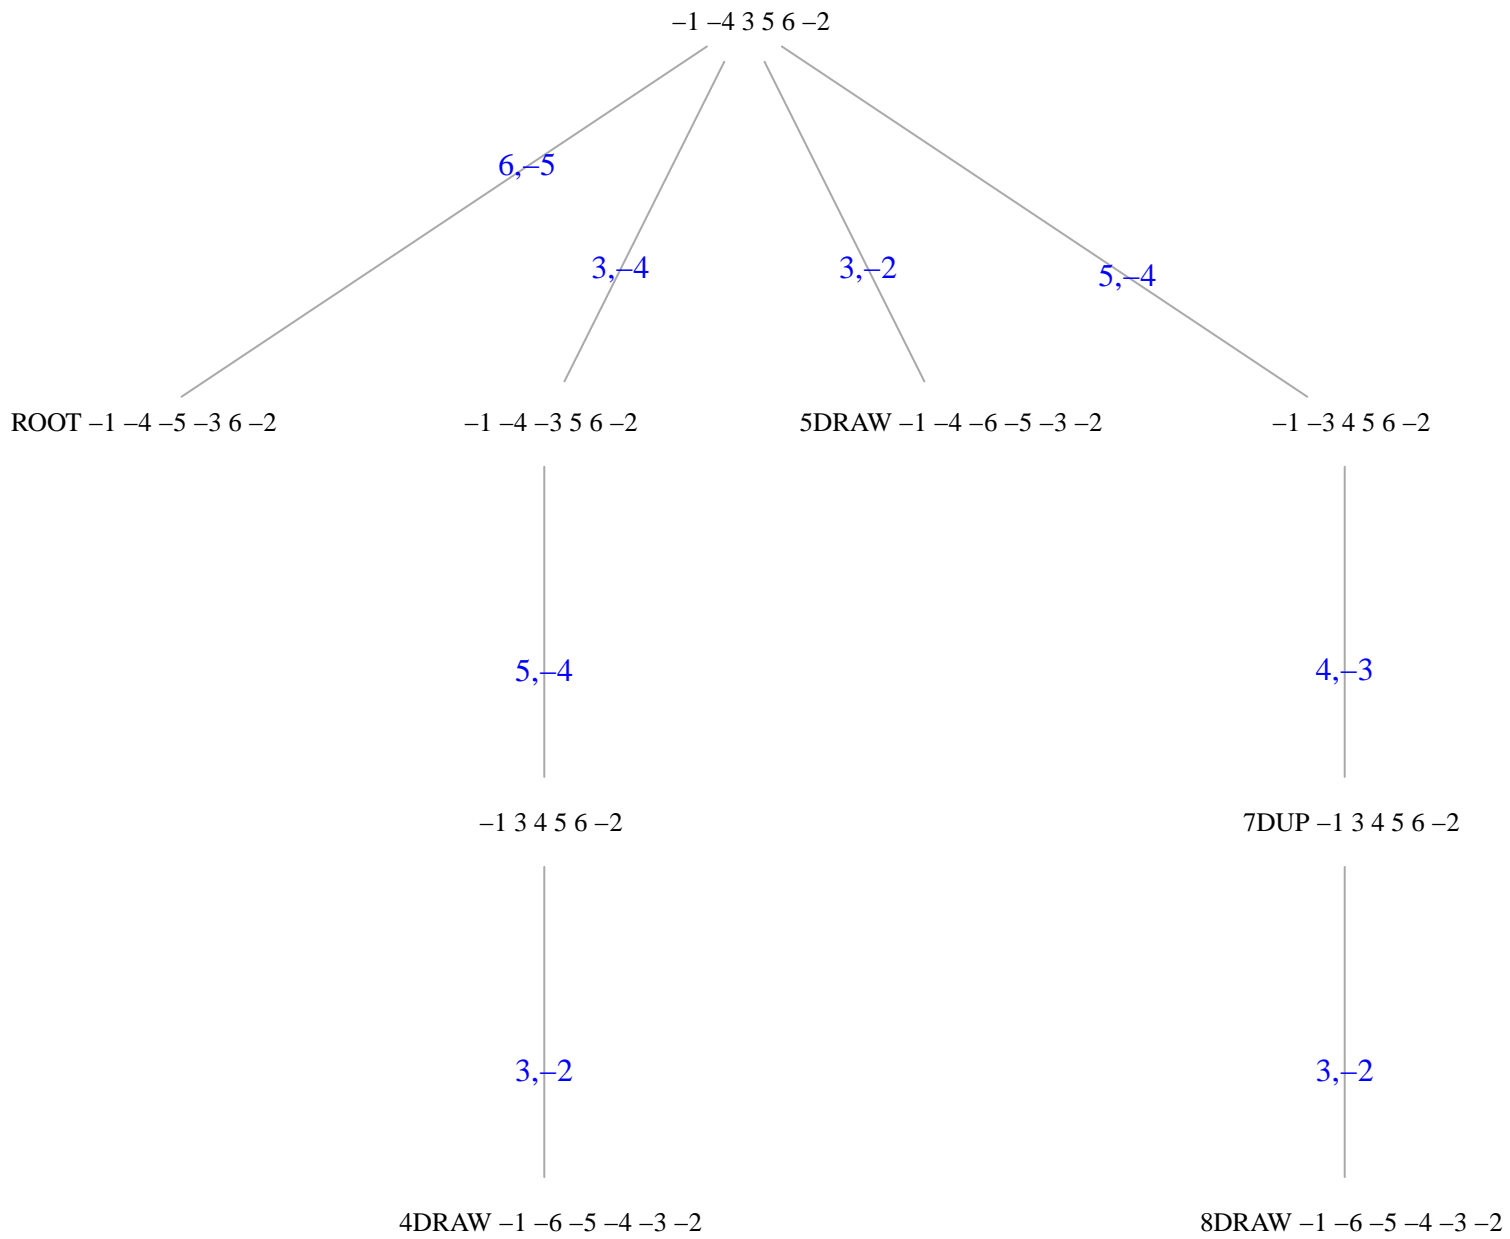 –1 –4 3 5 6 –2
6,–5
3,–4
3,–2
5,–4
ROOT –1 –4 –5 –3 6 –2
–1 –4 –3 5 6 –2
5DRAW –1 –4 –6 –5 –3 –2
–1 –3 4 5 6 –2
5,–4
4,–3
–1 3 4 5 6 –2
7DUP –1 3 4 5 6 –2
3,–2
3,–2
4DRAW –1 –6 –5 –4 –3 –2
8DRAW –1 –6 –5 –4 –3 –2